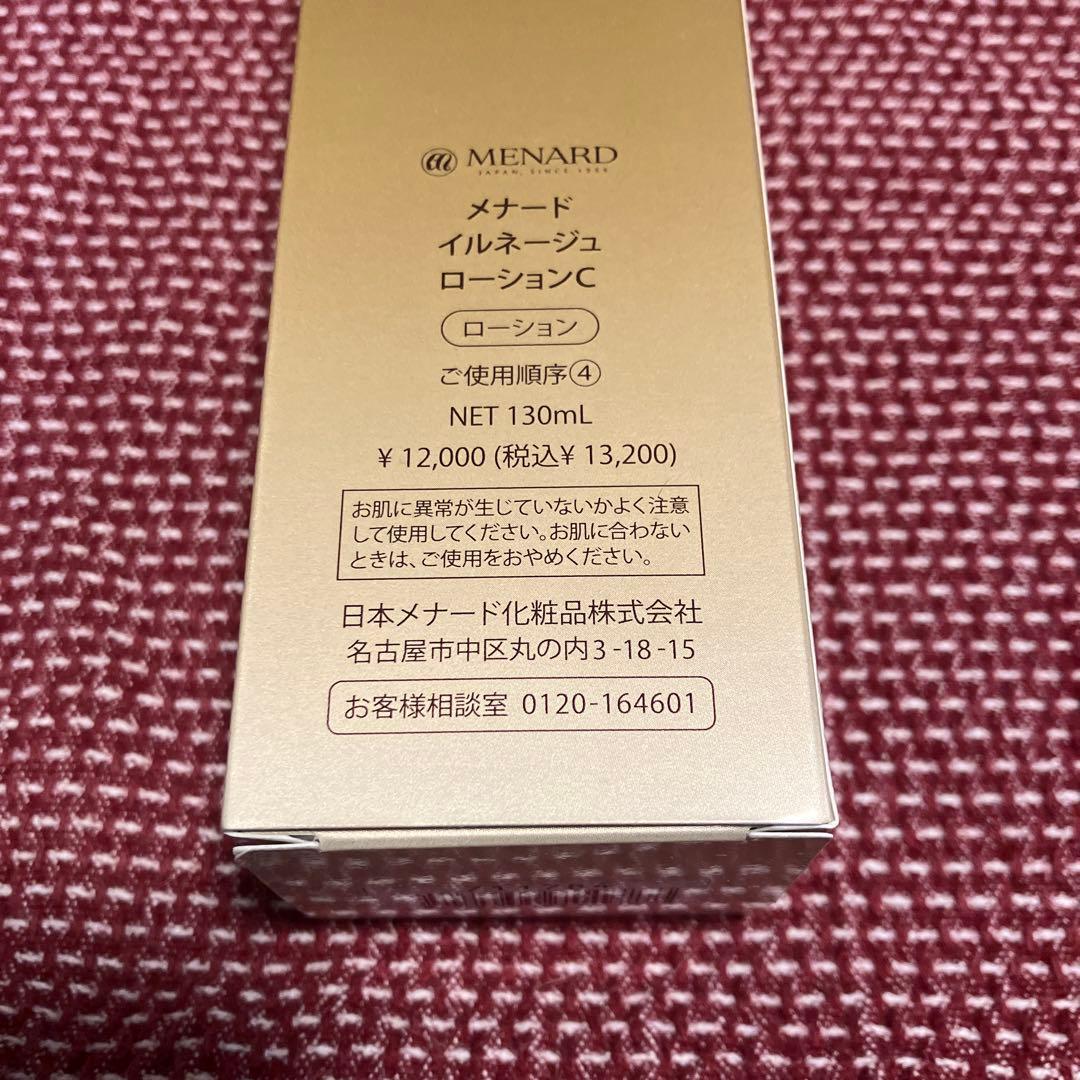 MENARD
JAPAN, SINCE 1959
メナード
イルネージュ
ローションC
ローション
ご使用順序④
NET 130mL
¥ 12,000 (税込¥ 13,200)
お肌に異常が生じていないかよく注意
して使用してください。お肌に合わない
ときは、ご使用をおやめください。
日本メナード化粧品株式会社
名古屋市中区丸の内3-18-15
お客様相談室 0120-164601